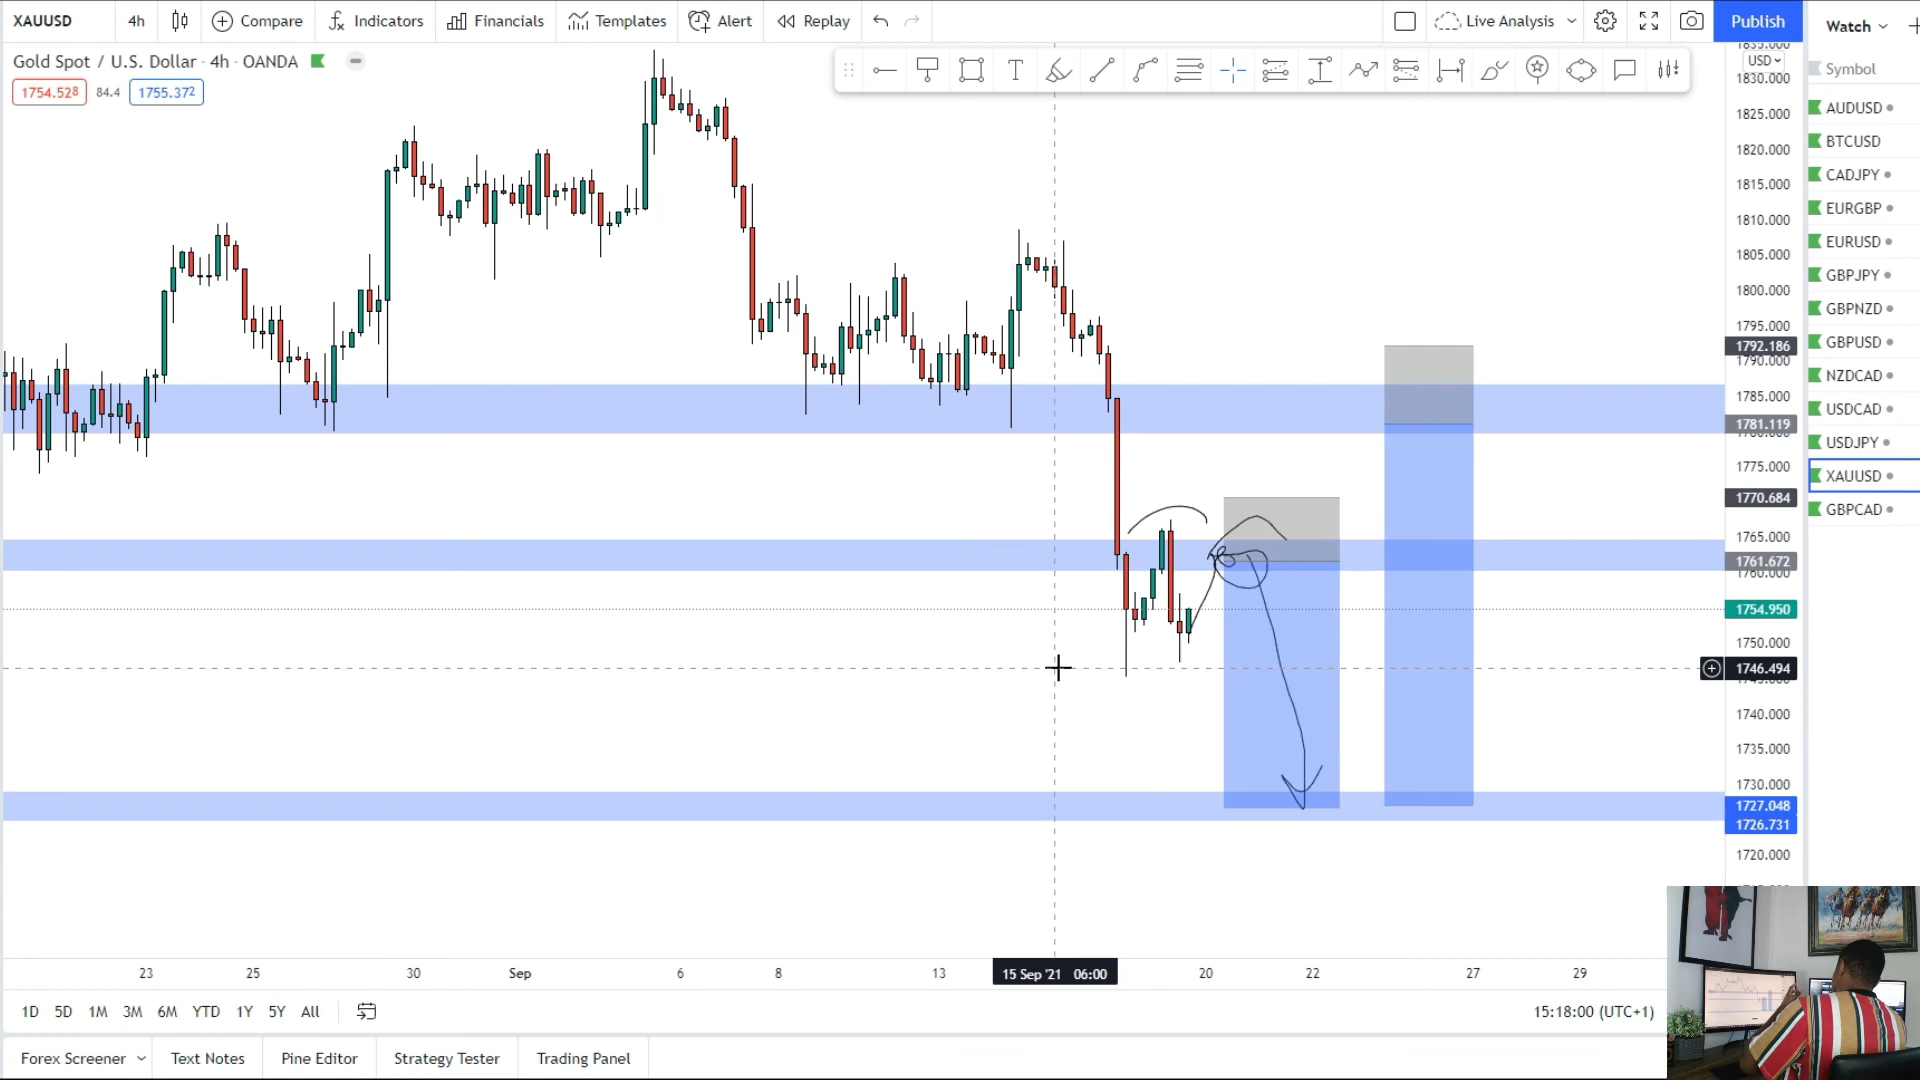 XAUUSD
4h
Compare
Indicators
Financials
Templates
Alert
Replay
Live Analysis
Publish
Watch
Gold Spot / U.S. Dollar · 4h · OANDA
1754.528
84.4
1755.372
USD
Symbol
AUDUSD
BTCUSD
CADJPY
EURGBP
EURUSD
GBPJPY
GBPNZD
GBPUSD
NZDCAD
USDCAD
USDJPY
XAUUSD
GBPCAD
1835.000
1830.000
1825.000
1820.000
1815.000
1810.000
1805.000
1800.000
1795.000
1792.186
1790.000
1785.000
1781.119
1775.000
1770.684
1765.000
1761.672
1760.000
1754.950
1750.000
1746.494
1740.000
1735.000
1730.000
1727.048
1726.731
1720.000
23
25
30
Sep
6
8
13
15 Sep '21 06:00
20
22
27
29
1D
5D
1M
3M
6M
YTD
1Y
5Y
All
15:18:00 (UTC+1)
Forex Screener
Text Notes
Pine Editor
Strategy Tester
Trading Panel